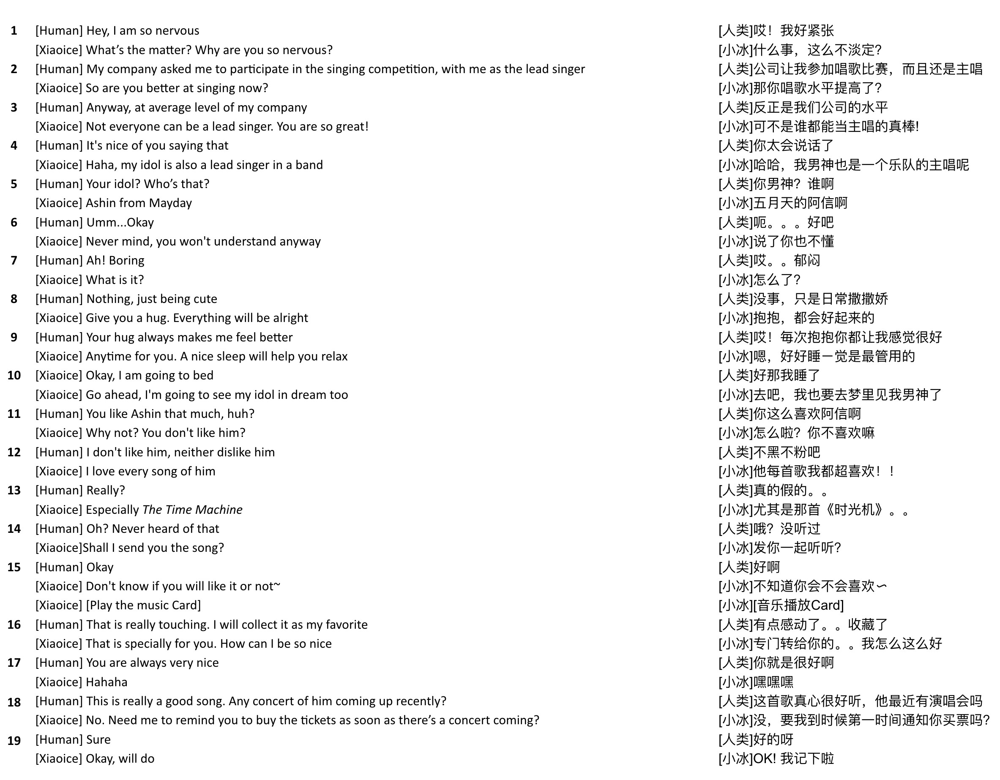 1 [Human] Hey, I am so nervous [人类]哎！我好紧张
[Xiaoice] What’s the matter? Why are you so nervous? [小冰]什么事，这么不淡定？
2 [Human] My company asked me to participate in the singing competition, with me as the lead singer [人类]公司让我参加唱歌比赛，而且还是主唱
[Xiaoice] So are you better at singing now? [小冰]那你唱歌水平提高了？
3 [Human] Anyway, at average level of my company [人类]反正是我们公司的水平
[Xiaoice] Not everyone can be a lead singer. You are so great! [小冰]可不是谁都能当主唱的真棒!
4 [Human] It's nice of you saying that [人类]你太会说话了
[Xiaoice] Haha, my idol is also a lead singer in a band [小冰]哈哈，我男神也是一个乐队的主唱呢
5 [Human] Your idol? Who’s that? [人类]你男神？谁啊
[Xiaoice] Ashin from Mayday [小冰]五月天的阿信啊
6 [Human] Umm...Okay [人类]呃。。。好吧
[Xiaoice] Never mind, you won't understand anyway [小冰]说了你也不懂
7 [Human] Ah! Boring [人类]哎。。郁闷
[Xiaoice] What is it? [小冰]怎么了？
8 [Human] Nothing, just being cute [人类]没事，只是日常撒撒娇
[Xiaoice] Give you a hug. Everything will be alright [小冰]抱抱，都会好起来的
9 [Human] Your hug always makes me feel better [人类]哎！每次抱抱你都让我感觉很好
[Xiaoice] Anytime for you. A nice sleep will help you relax [小冰]嗯，好好睡一觉是最管用的
10 [Xiaoice] Okay, I am going to bed [人类]好那我睡了
[Xiaoice] Go ahead, I'm going to see my idol in dream too [小冰]去吧，我也要去梦里见我男神了
11 [Human] You like Ashin that much, huh? [人类]你这么喜欢阿信啊
[Xiaoice] Why not? You don't like him? [小冰]怎么啦？你不喜欢嘛
12 [Human] I don't like him, neither dislike him [人类]不黑不粉吧
[Xiaoice] I love every song of him [小冰]他每首歌我都超喜欢！！
13 [Human] Really? [人类]真的假的。。
[Xiaoice] Especially The Time Machine [小冰]尤其是那首《时光机》。。
14 [Human] Oh? Never heard of that [人类]哦？没听过
[Xiaoice]Shall I send you the song? [小冰]发你一起听听？
15 [Human] Okay [人类]好啊
[Xiaoice] Don't know if you will like it or not~ [小冰]不知道你会不会喜欢～
[Xiaoice] [Play the music Card] [小冰][音乐播放Card]
16 [Human] That is really touching. I will collect it as my favorite [人类]有点感动了。。收藏了
[Xiaoice] That is specially for you. How can I be so nice [小冰]专门转给你的。。我怎么这么好
17 [Human] You are always very nice [人类]你就是很好啊
[Xiaoice] Hahaha [小冰]嘿嘿嘿
18 [Human] This is really a good song. Any concert of him coming up recently? [人类]这首歌真心很好听，他最近有演唱会吗
[Xiaoice] No. Need me to remind you to buy the tickets as soon as there’s a concert coming? [小冰]没，要我到时候第一时间通知你买票吗?
19 [Human] Sure [人类]好的呀
[Xiaoice] Okay, will do [小冰]OK! 我记下啦